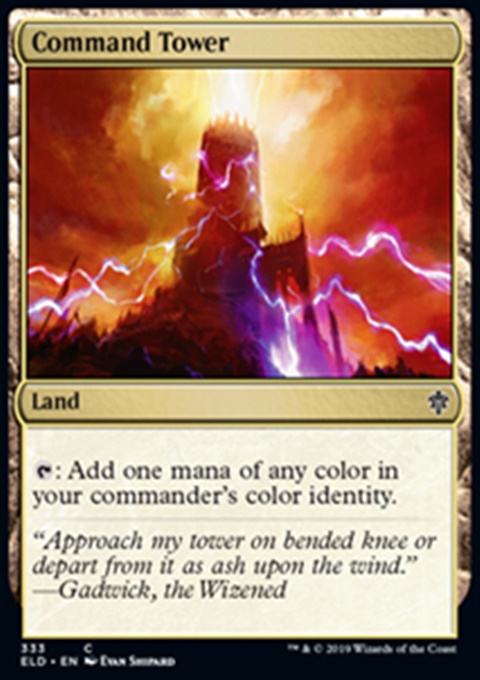 Command Tower
Land
: Add one mana of any color in
your commander's color identity.
"Approach my tower on bended knee or
depart from it as ash upon the wind."
—Gadwick, the Wizened
333 C
ELD • EN Evan Shipard
™ & © 2019 Wizards of the Coast